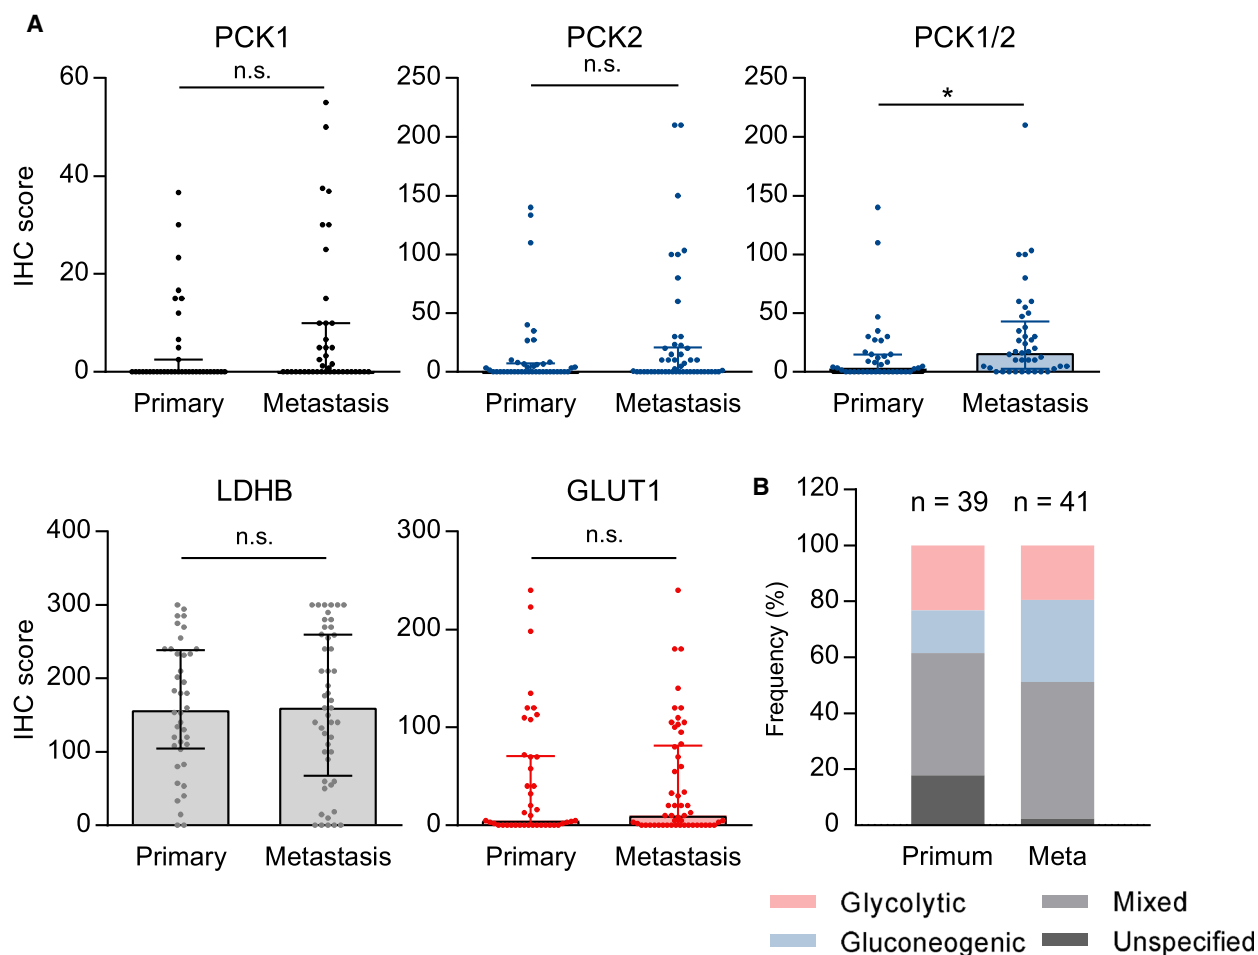 A
PCK1
PCK2
PCK1/2
n.s.
n.s.
*
IHC score
60
40
20
0
250
200
150
100
50
0
250
200
150
100
50
0
Primary
Metastasis
Primary
Metastasis
Primary
Metastasis
LDHB
GLUT1
B
n.s.
n.s.
n = 39
n = 41
IHC score
400
300
200
100
0
300
200
100
0
Frequency (%)
120
100
80
60
40
20
0
Primary
Metastasis
Primary
Metastasis
Primum
Meta
Glycolytic
Mixed
Gluconeogenic
Unspecified